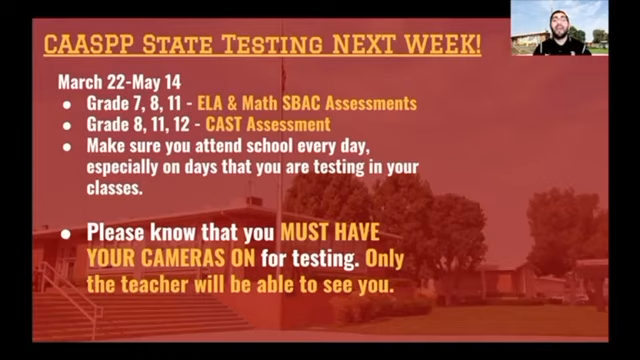 CAASPP State Testing NEXT WEEK!
March 22-May 14
● Grade 7, 8, 11 - ELA & Math SBAC Assessments
● Grade 8, 11, 12 - CAST Assessment
● Make sure you attend school every day,
especially on days that you are testing in your
classes.
● Please know that you MUST HAVE
YOUR CAMERAS ON for testing. Only
the teacher will be able to see you.